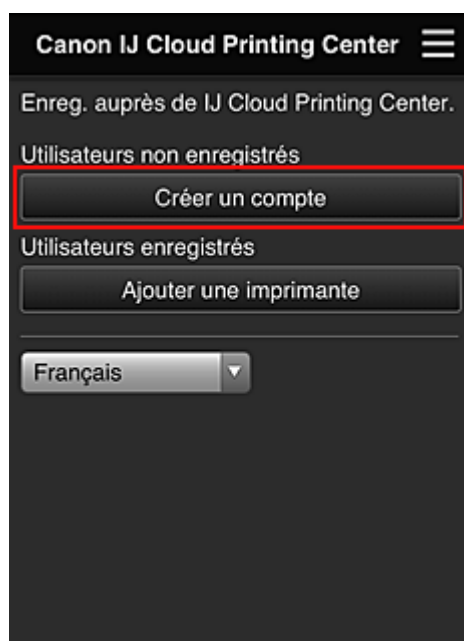 Canon IJ Cloud Printing Center
Enreg. auprès de IJ Cloud Printing Center.
Utilisateurs non enregistrés
Créer un compte
Utilisateurs enregistrés
Ajouter une imprimante
Français